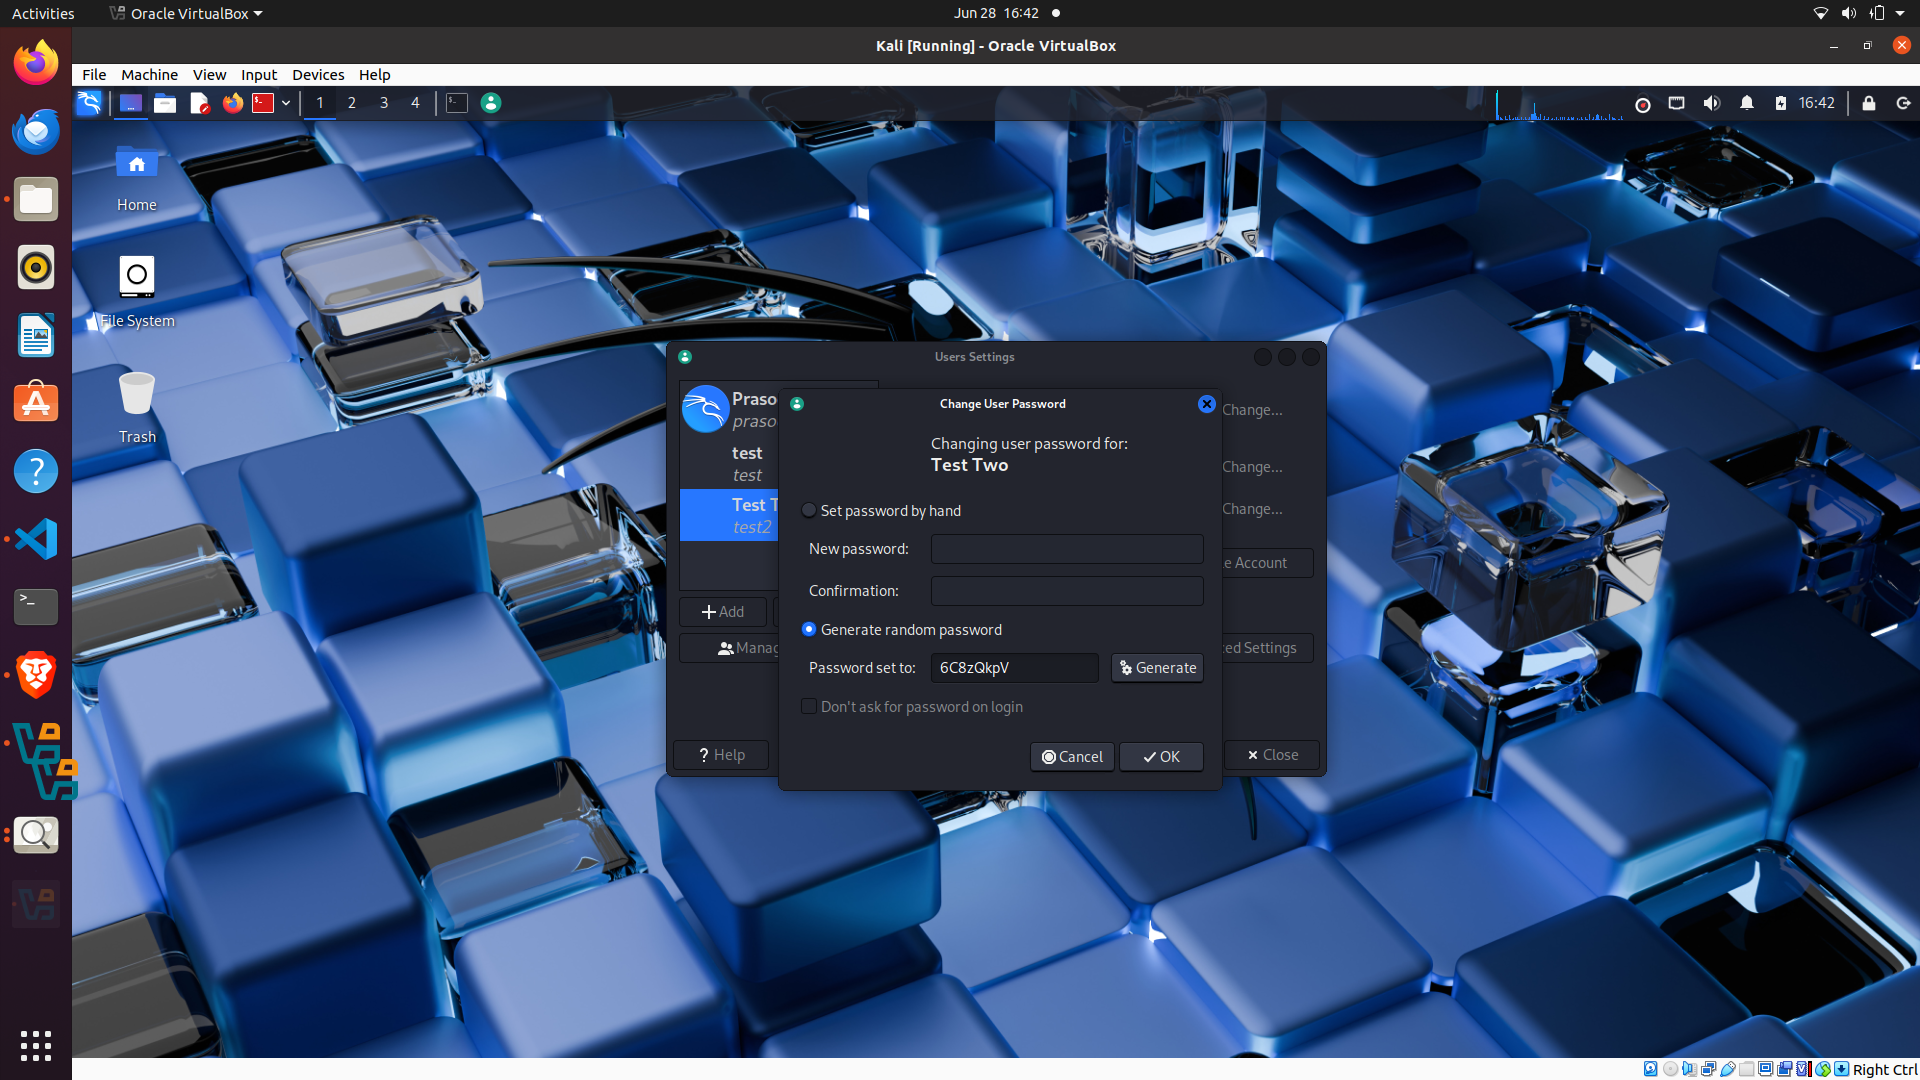 Activities
Oracle VirtualBox
Jun 28 16:42
Kali [Running] - Oracle VirtualBox
File Machine View Input Devices Help
1 2 3 4
16:42
Home
File System
Trash
Users Settings
Praso
praso
test
test
Test T
test2
Change...
Change...
Change...
e Account
Add
Manag
ed Settings
Help
Close
Change User Password
Changing user password for:
Test Two
Set password by hand
New password:
Confirmation:
Generate random password
Password set to: 6C8zQkpV Generate
Don't ask for password on login
Cancel OK
Right Ctrl